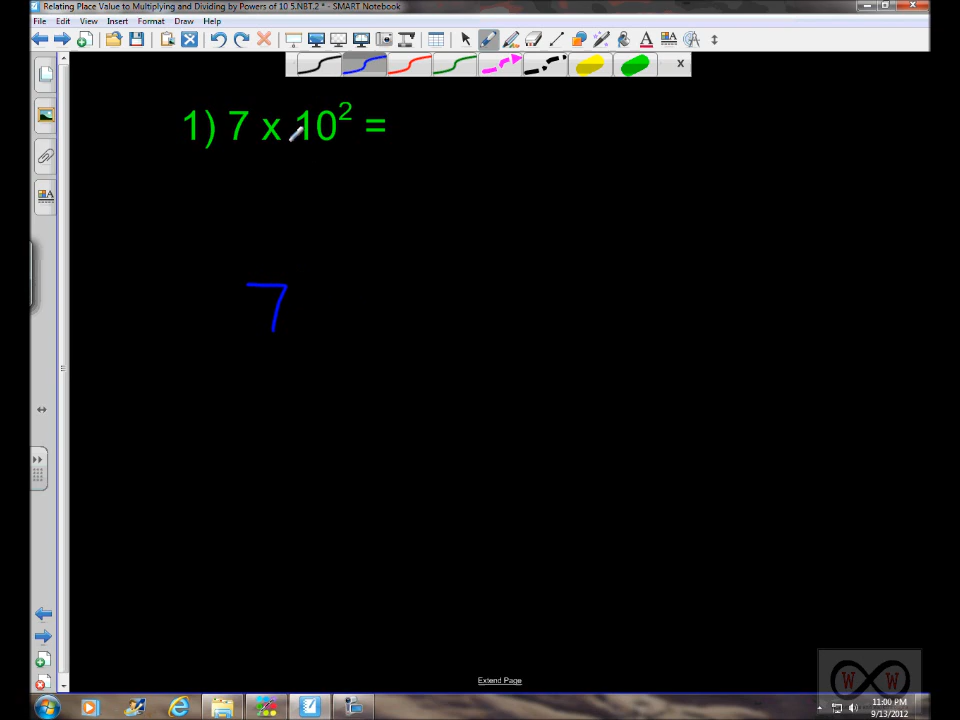 Relating Place Value to Multiplying and Dividing by Powers of 10 5.NBT.2 * - SMART Notebook
File Edit View Insert Format Draw Help
X
1) 7 x 10² =
7
Extend Page
W W
11:00 PM
9/13/2012